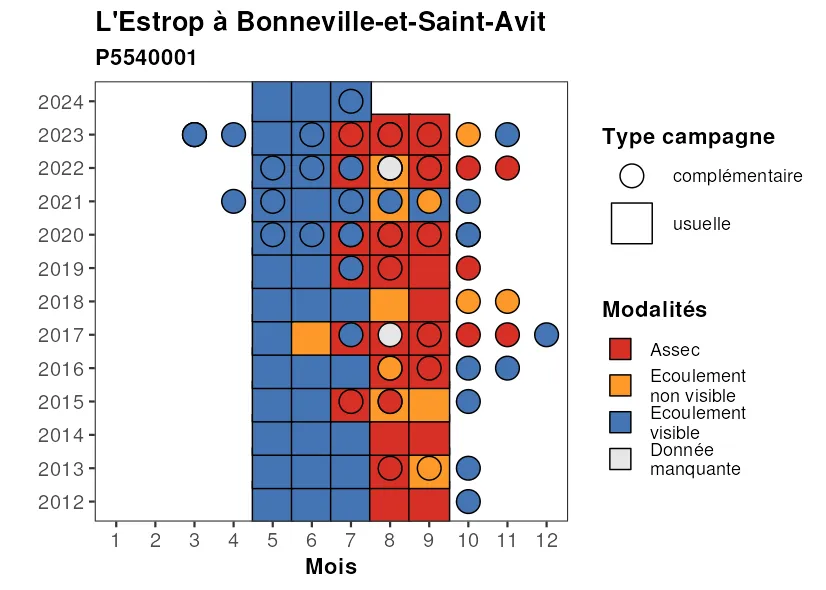 L'Estrop à Bonneville-et-Saint-Avit
P5540001
2024
2023
2022
2021
2020
2019
2018
2017
2016
2015
2014
2013
2012
1 2 3 4 5 6 7 8 9 10 11 12
Mois
Type campagne
complémentaire
usuelle
Modalités
Assec
Ecoulement
non visible
Ecoulement
visible
Donnée
manquante